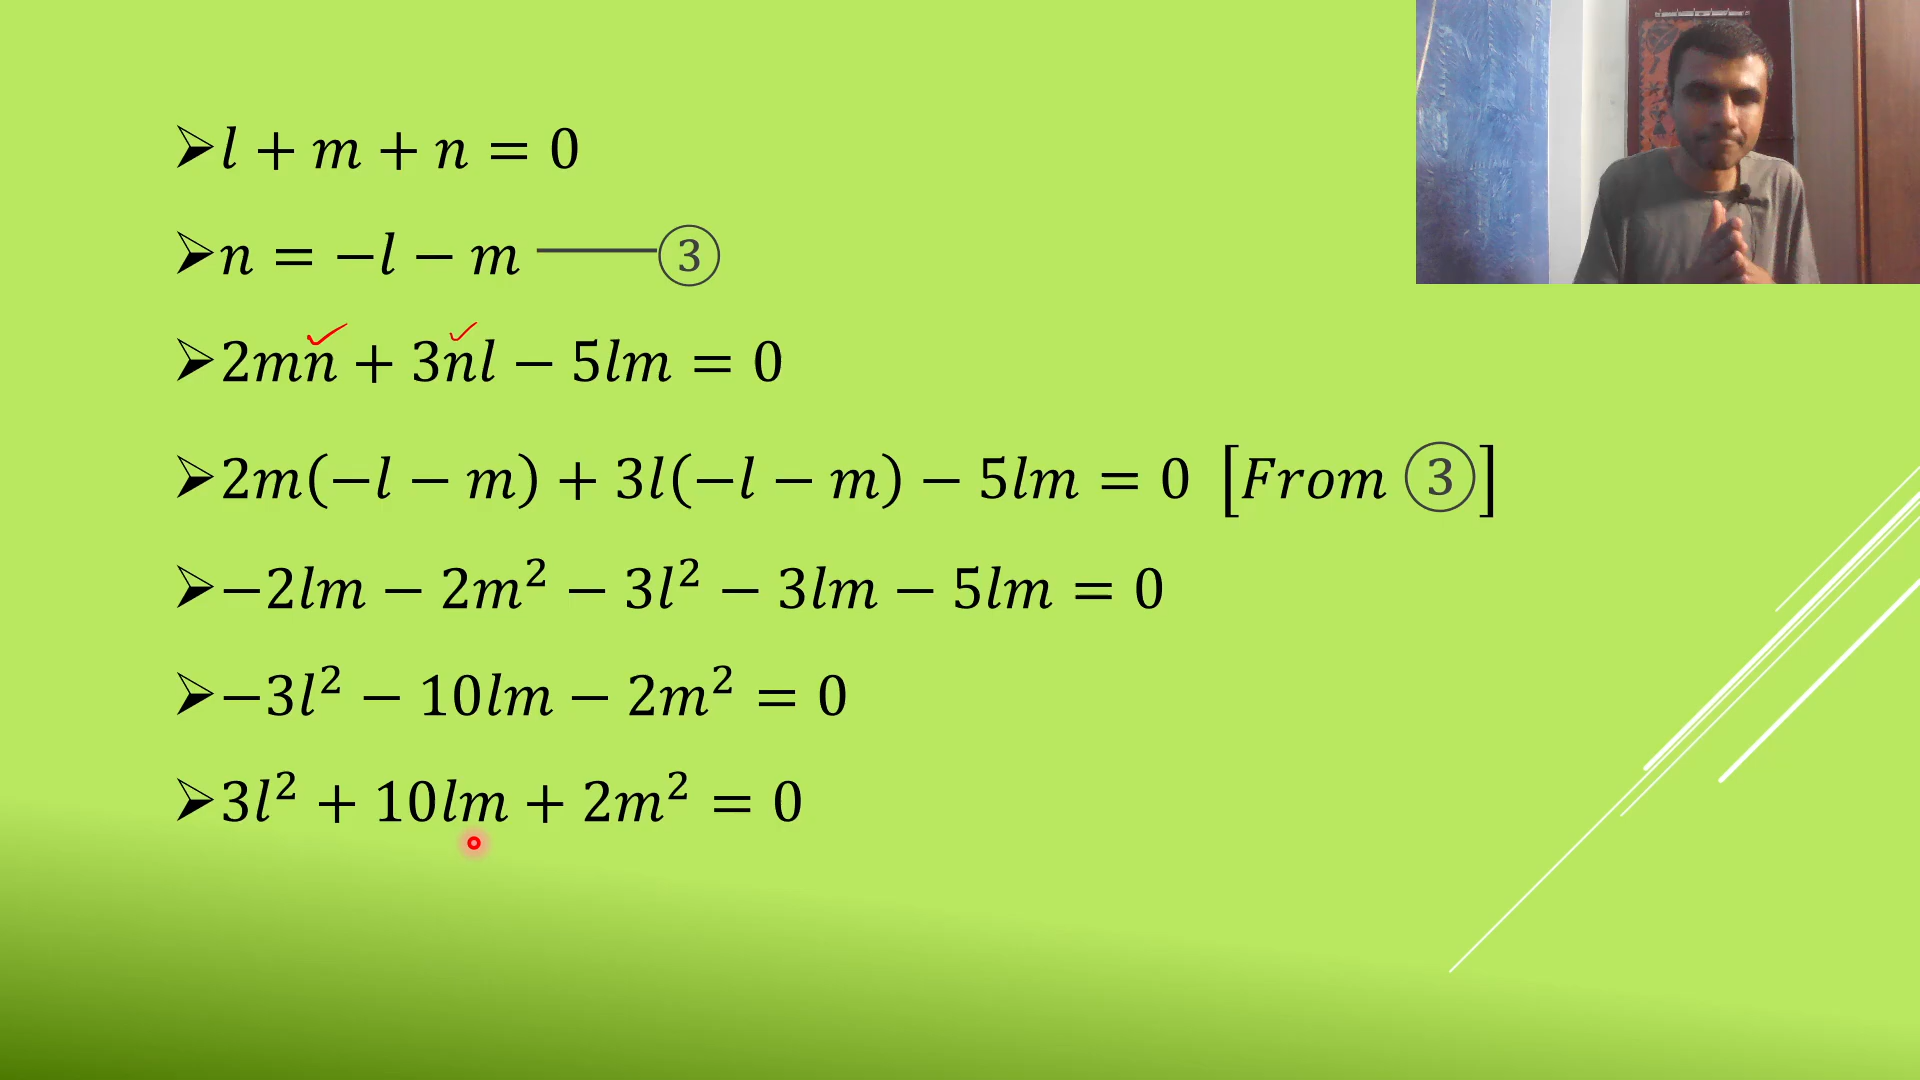 l + m + n = 0
n = −l − m ——— ③
2mn + 3nl − 5lm = 0
2m(−l − m) + 3l(−l − m) − 5lm = 0 [From ③]
−2lm − 2m² − 3l² − 3lm − 5lm = 0
−3l² − 10lm − 2m² = 0
3l² + 10lm + 2m² = 0